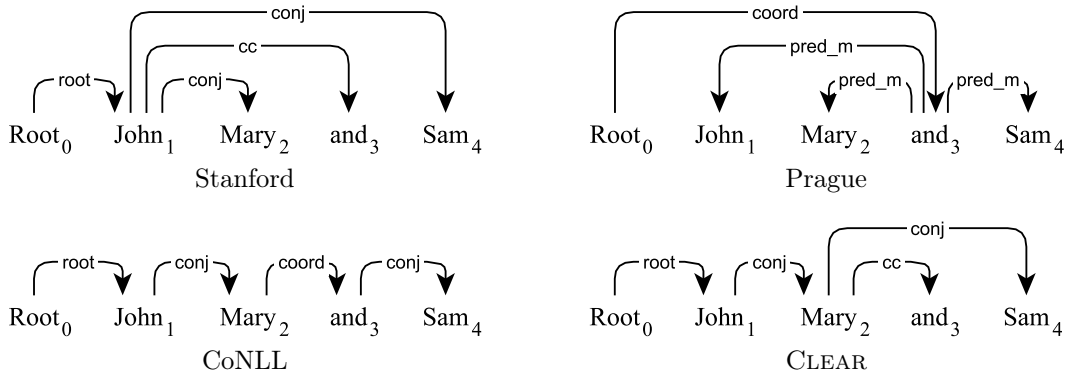 conj coord
cc pred_m
root conj pred_m pred_m
Root0 John1 Mary2 and3 Sam4 Root0 John1 Mary2 and3 Sam4
Stanford Prague
conj
root conj coord conj root conj cc
Root0 John1 Mary2 and3 Sam4 Root0 John1 Mary2 and3 Sam4
CoNLL CLEAR